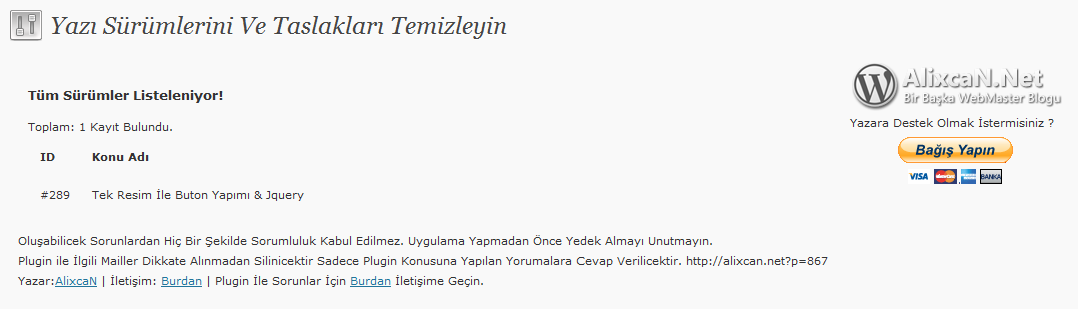 Yazı Sürümlerini Ve Taslakları Temizleyin
AlixcaN.Net
Bir Başka WebMaster Blogu
Yazara Destek Olmak İstermisiniz ?
Bağış Yapın
VISA MasterCard BANKA
Tüm Sürümler Listeleniyor!
Toplam: 1 Kayıt Bulundu.
ID Konu Adı
#289 Tek Resim İle Buton Yapımı & Jquery
Oluşabilicek Sorunlardan Hiç Bir Şekilde Sorumluluk Kabul Edilmez. Uygulama Yapmadan Önce Yedek Almayı Unutmayın.
Plugin ile İlgili Mailler Dikkate Alınmadan Silinicektir Sadece Plugin Konusuna Yapılan Yorumalara Cevap Verilicektir. http://alixcan.net?p=867
Yazar:AlixcaN | İletişim: Burdan | Plugin İle Sorunlar İçin Burdan İletişime Geçin.